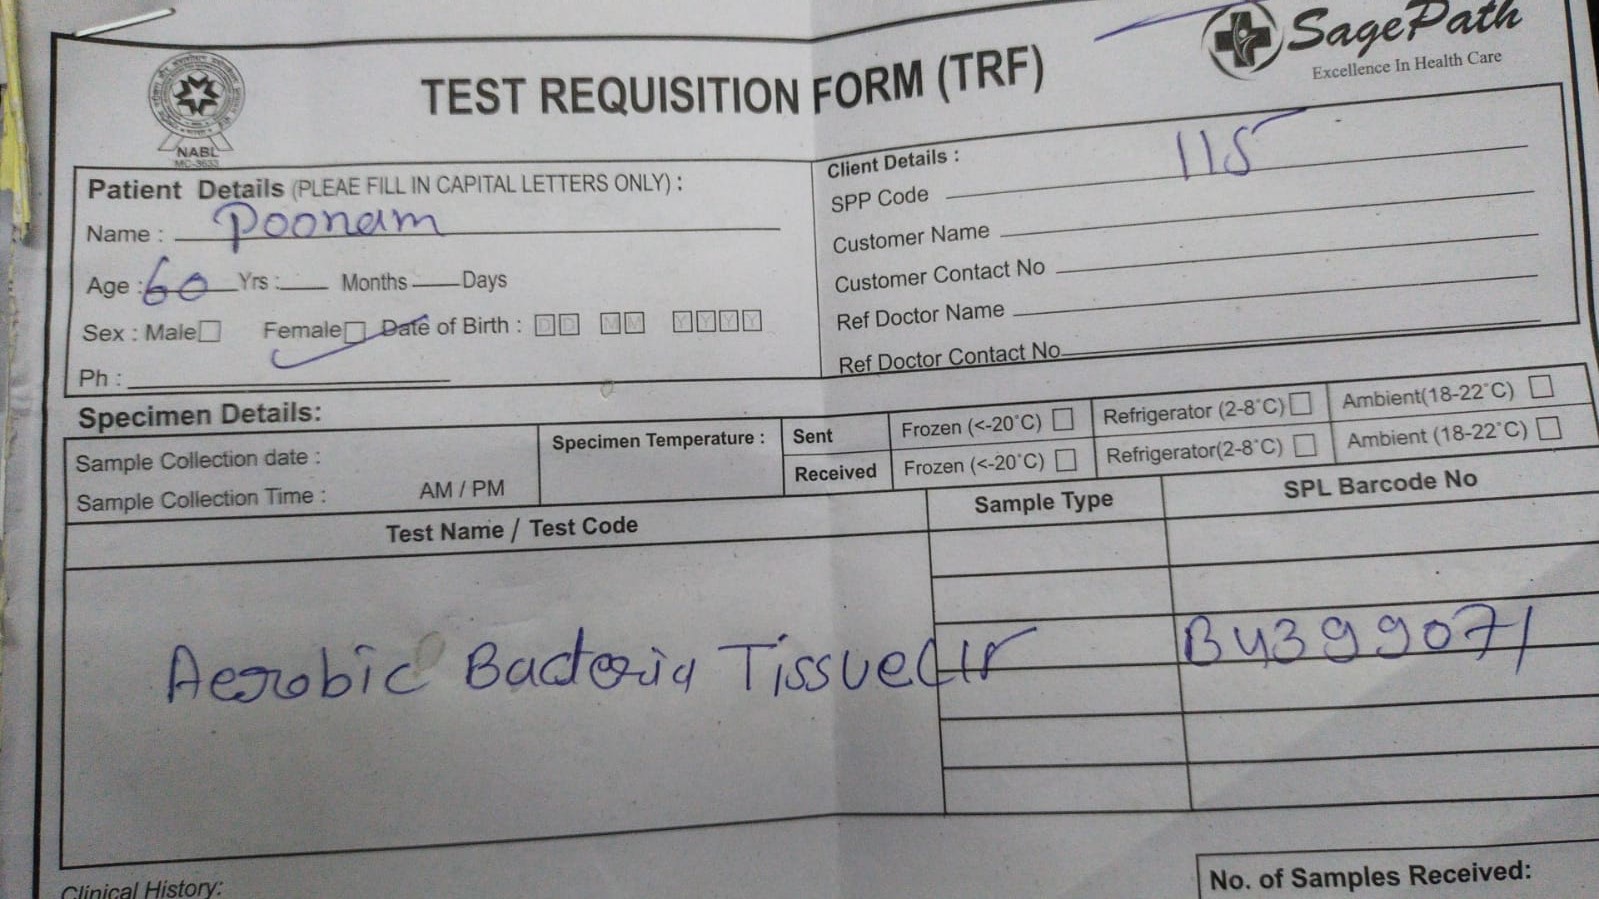 SagePath
Excellence In Health Care
TEST REQUISITION FORM (TRF)
NABL
MC-3633
Patient Details (PLEAE FILL IN CAPITAL LETTERS ONLY) :
Name : Poonam
Age : 60 Yrs : Months Days
Sex : Male Female Date of Birth : DD MM YYYY
Ph :
Client Details :
SPP Code 115
Customer Name
Customer Contact No
Ref Doctor Name
Ref Doctor Contact No
Specimen Details:
Sample Collection date :
Sample Collection Time : AM / PM
Specimen Temperature :
Sent Frozen (<-20°C) Refrigerator (2-8°C) Ambient(18-22°C)
Received Frozen (<-20°C) Refrigerator(2-8°C) Ambient (18-22°C)
Test Name / Test Code Sample Type SPL Barcode No
Aerobic Bacteria Tissue B4399071
Clinical History:
No. of Samples Received: